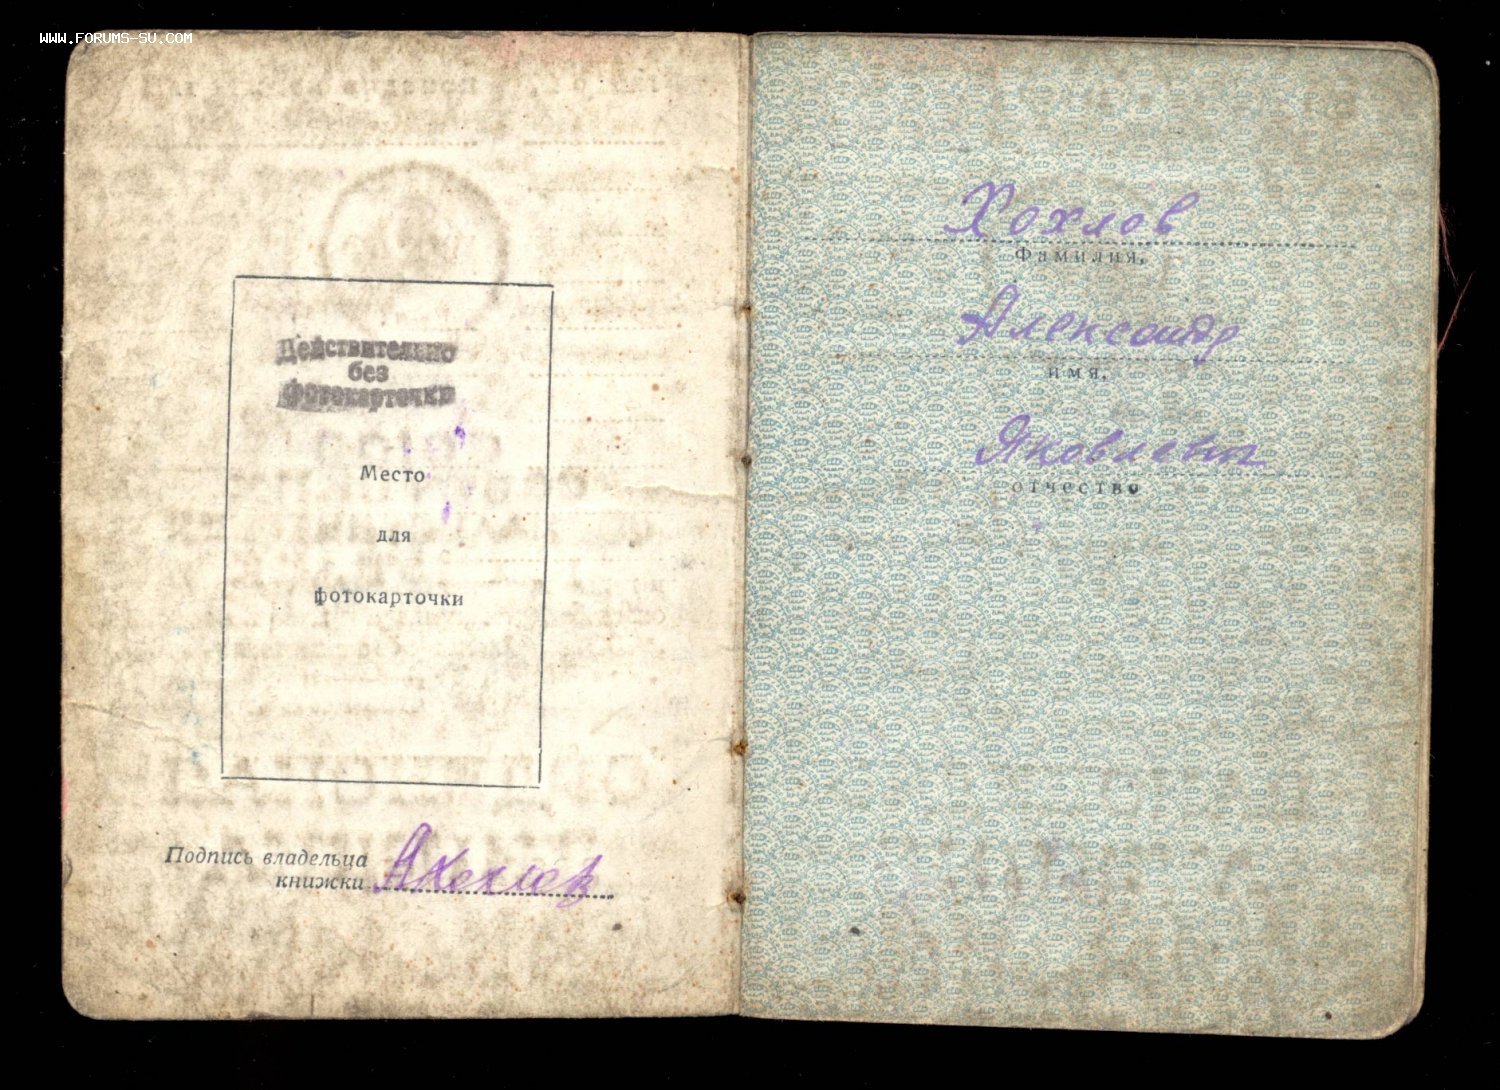 WWW.FORUMS-SU.COM
Действительно
без
фотокарточки
Место
для
фотокарточки
Подпись владельца
книжки АХохлов
Хохлов
Фамилия,
Александр
имя,
Яковлевич
отчество